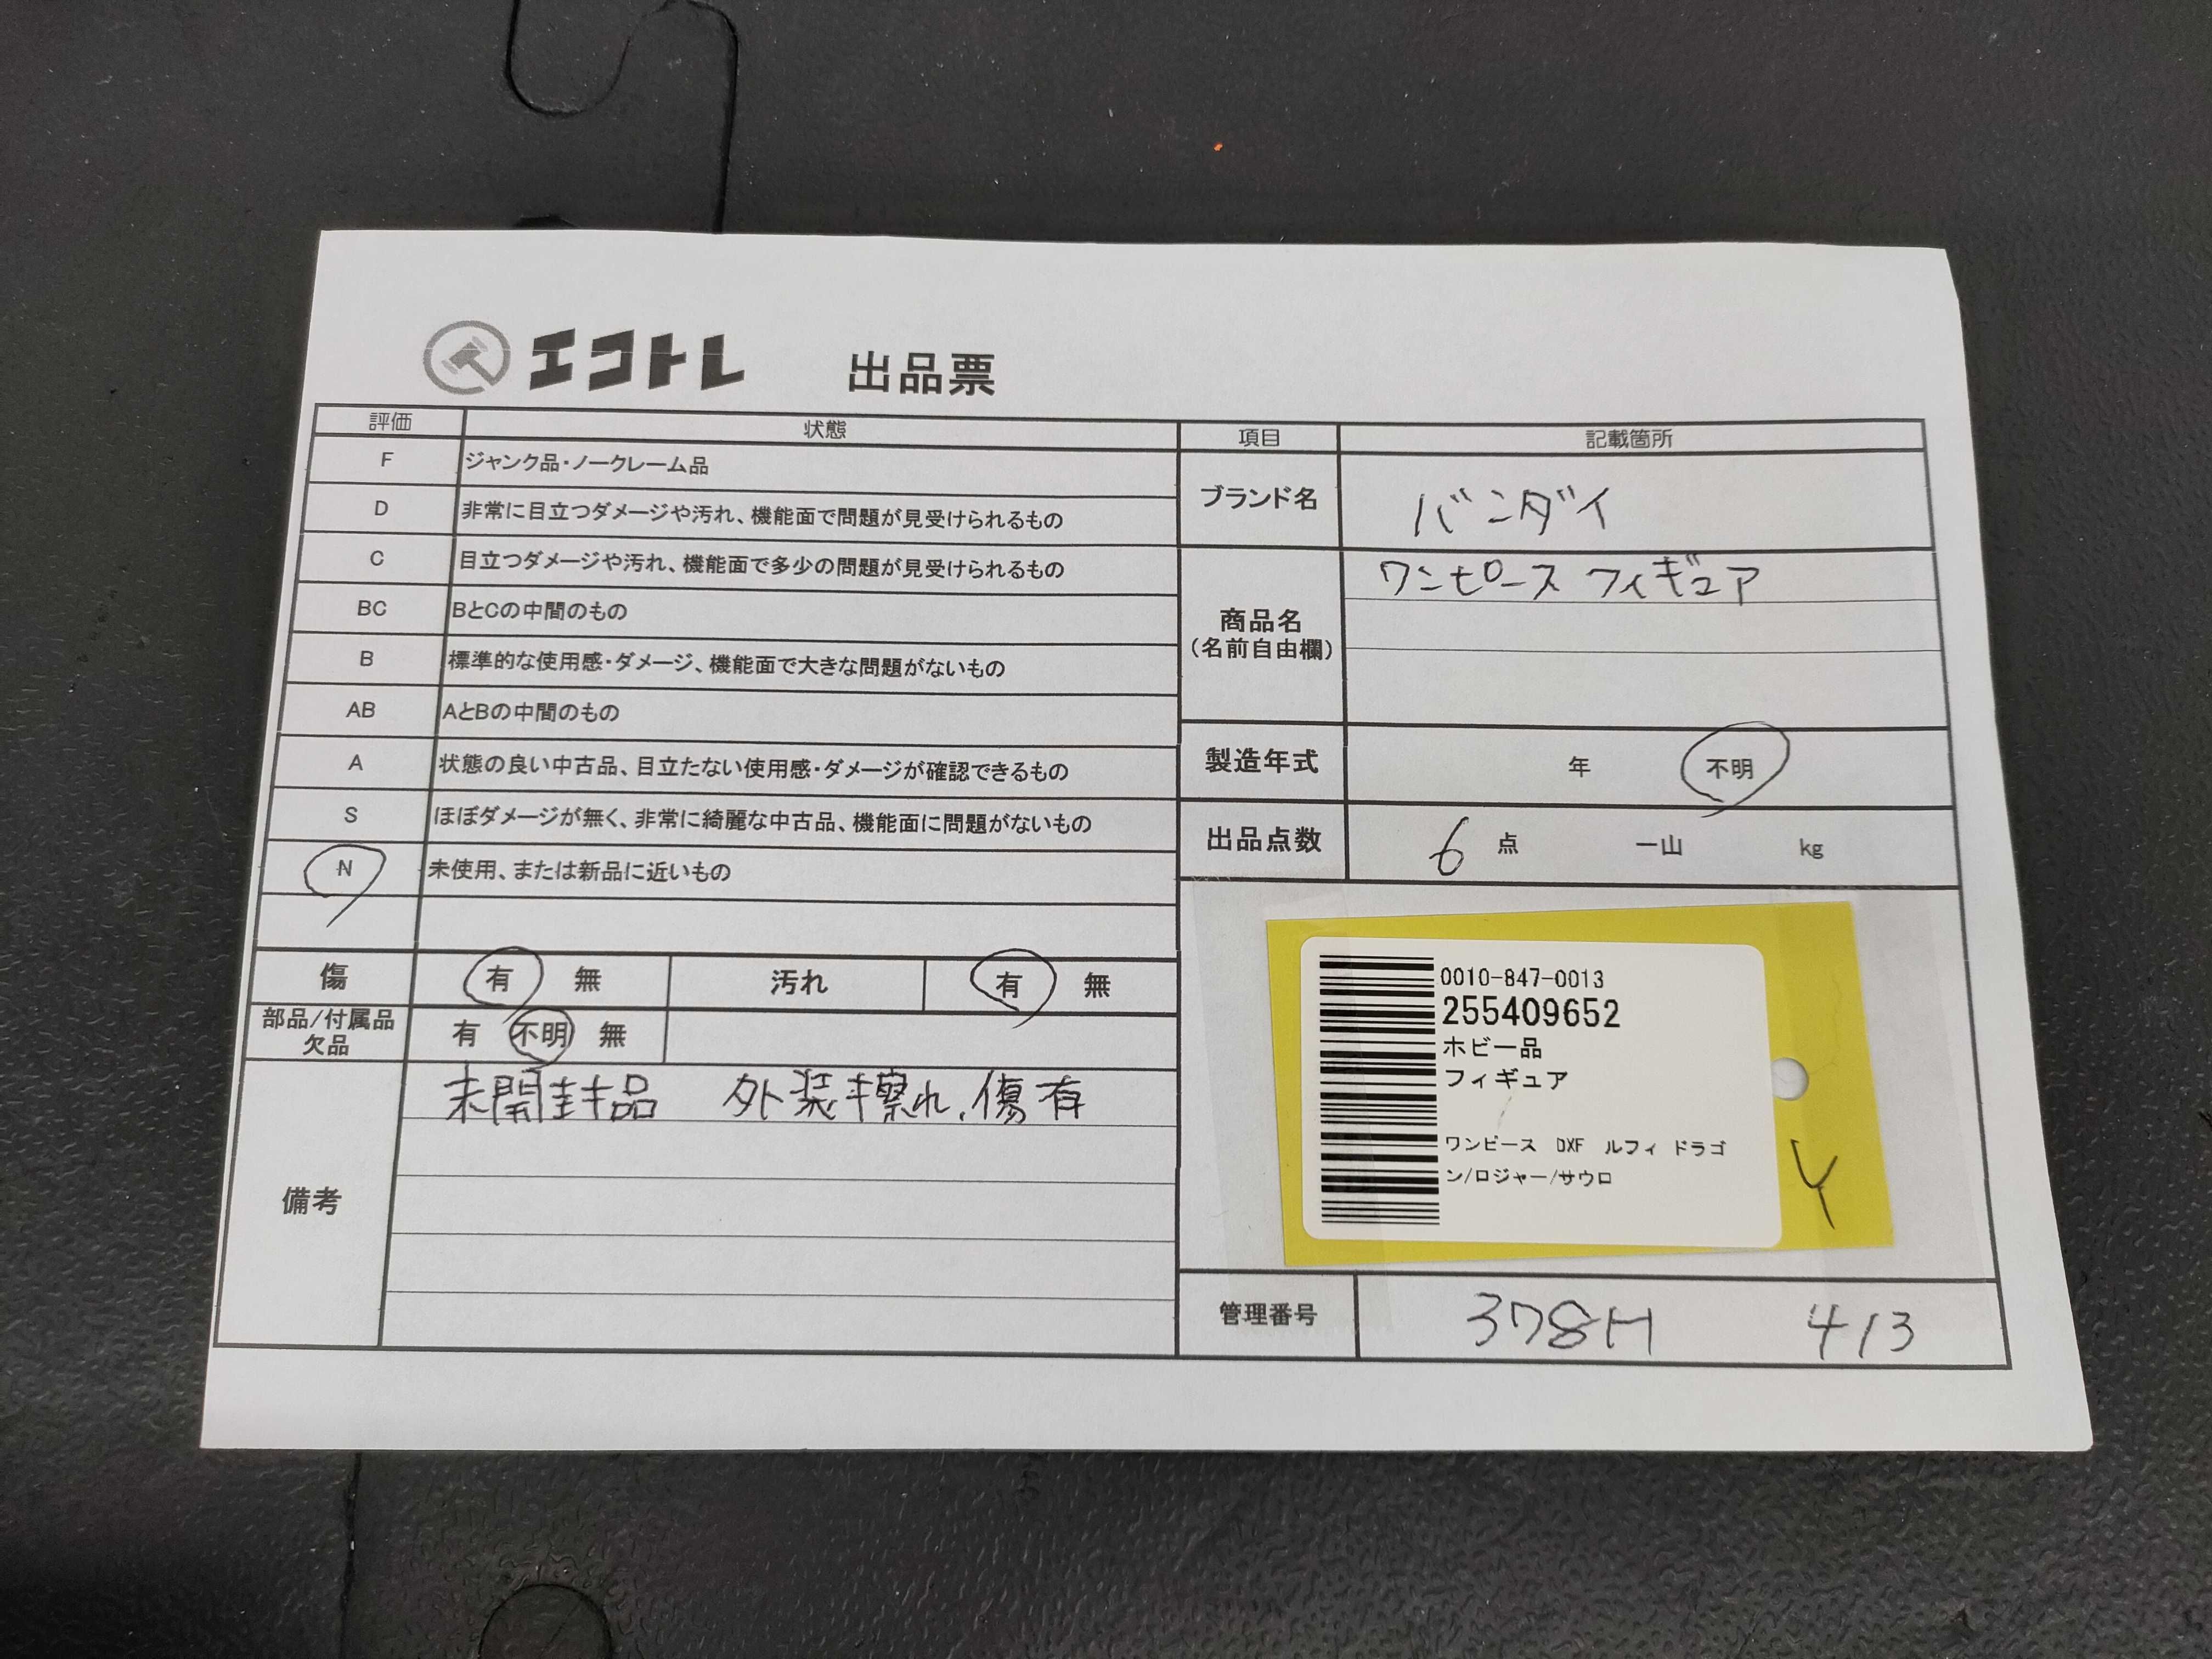 エコトレ 出品票
評価 状態
F ジャンク品・ノークレーム品
D 非常に目立つダメージや汚れ、機能面で問題が見受けられるもの
C 目立つダメージや汚れ、機能面で多少の問題が見受けられるもの
BC BとCの中間のもの
B 標準的な使用感・ダメージ、機能面で大きな問題がないもの
AB AとBの中間のもの
A 状態の良い中古品、目立たない使用感・ダメージが確認できるもの
S ほぼダメージが無く、非常に綺麗な中古品、機能面に問題がないもの
N 未使用、または新品に近いもの
傷 有 無 汚れ 有 無
部品/付属品
欠品 有 不明 無
備考 未開封品 外装擦れ、傷有
項目 記載箇所
ブランド名 バンダイ
商品名
(名前自由欄) ワンピース フィギュア
製造年式 年 不明
出品点数 6 点 一山 kg
0010-847-0013
255409652
ホビー品
フィギュア
ワンピース DXF ルフィ ドラゴ
ン/ロジャー/サウロ
Y
管理番号 378H 413